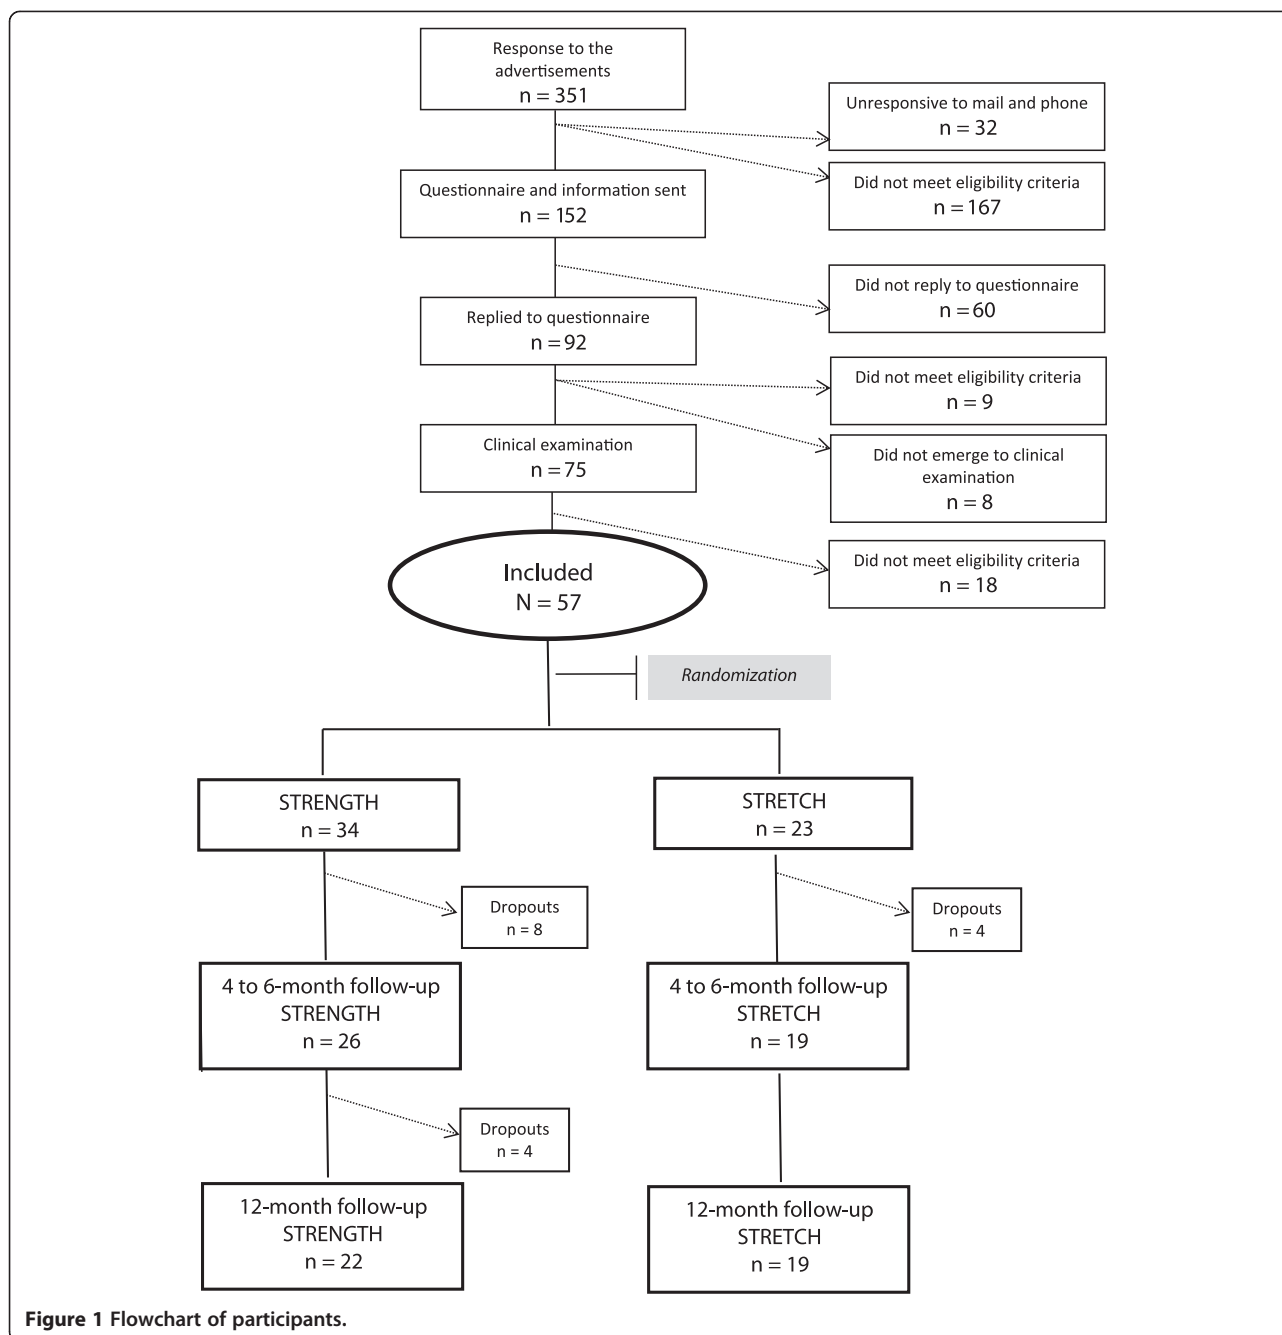 Response to the
advertisements
n = 351
Unresponsive to mail and phone
n = 32
Did not meet eligibility criteria
n = 167
Questionnaire and information sent
n = 152
Did not reply to questionnaire
n = 60
Replied to questionnaire
n = 92
Did not meet eligibility criteria
n = 9
Did not emerge to clinical
examination
n = 8
Clinical examination
n = 75
Did not meet eligibility criteria
n = 18
Included
N = 57
Randomization
STRENGTH
n = 34
STRETCH
n = 23
Dropouts
n = 8
Dropouts
n = 4
4 to 6-month follow-up
STRENGTH
n = 26
4 to 6-month follow-up
STRETCH
n = 19
Dropouts
n = 4
12-month follow-up
STRENGTH
n = 22
12-month follow-up
STRETCH
n = 19
Figure 1 Flowchart of participants.